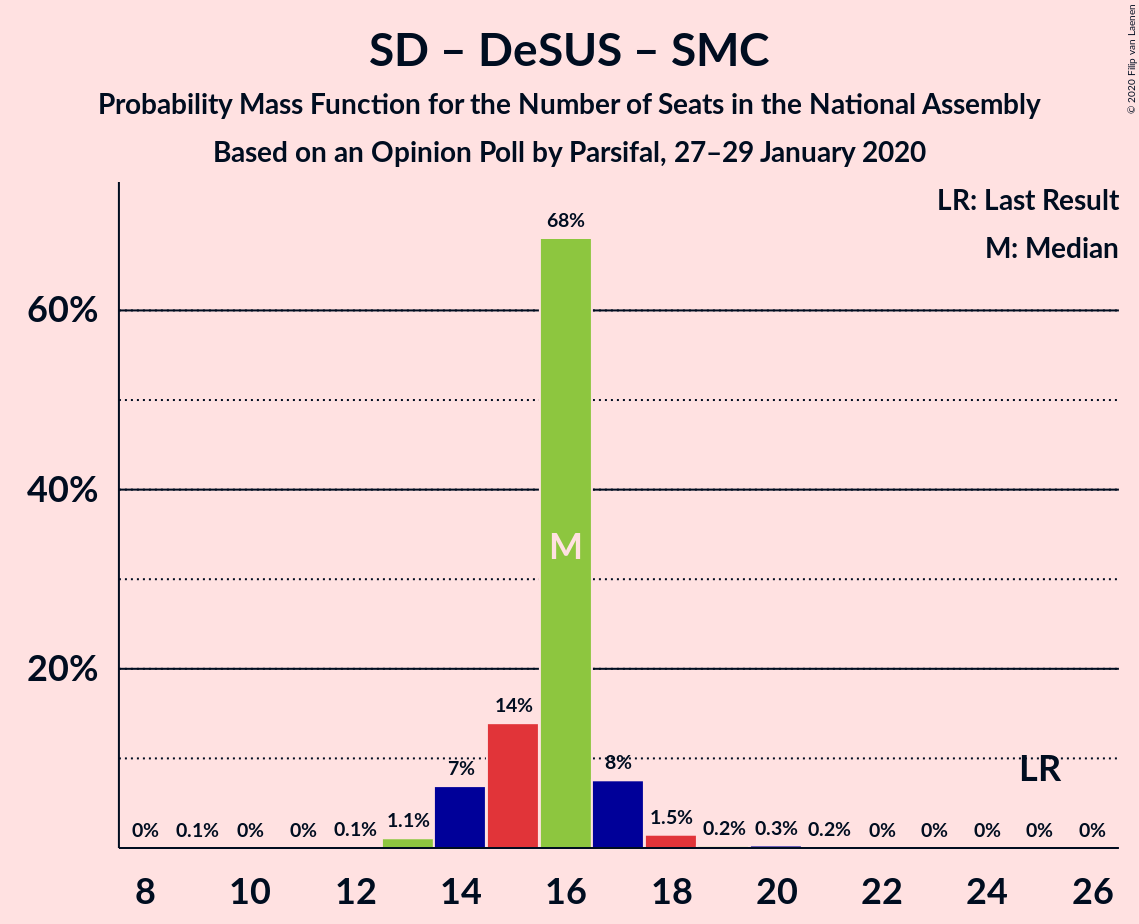 SD – DeSUS – SMC
Probability Mass Function for the Number of Seats in the National Assembly
Based on an Opinion Poll by Parsifal, 27–29 January 2020
© 2020 Filip van Laenen
LR: Last Result
M: Median
68%
60%
M
40%
20%
14%
7%
8%
LR
0% 0.1% 0% 0% 0.1% 1.1% 1.5% 0.2% 0.3% 0.2% 0% 0% 0% 0% 0%
8 10 12 14 16 18 20 22 24 26